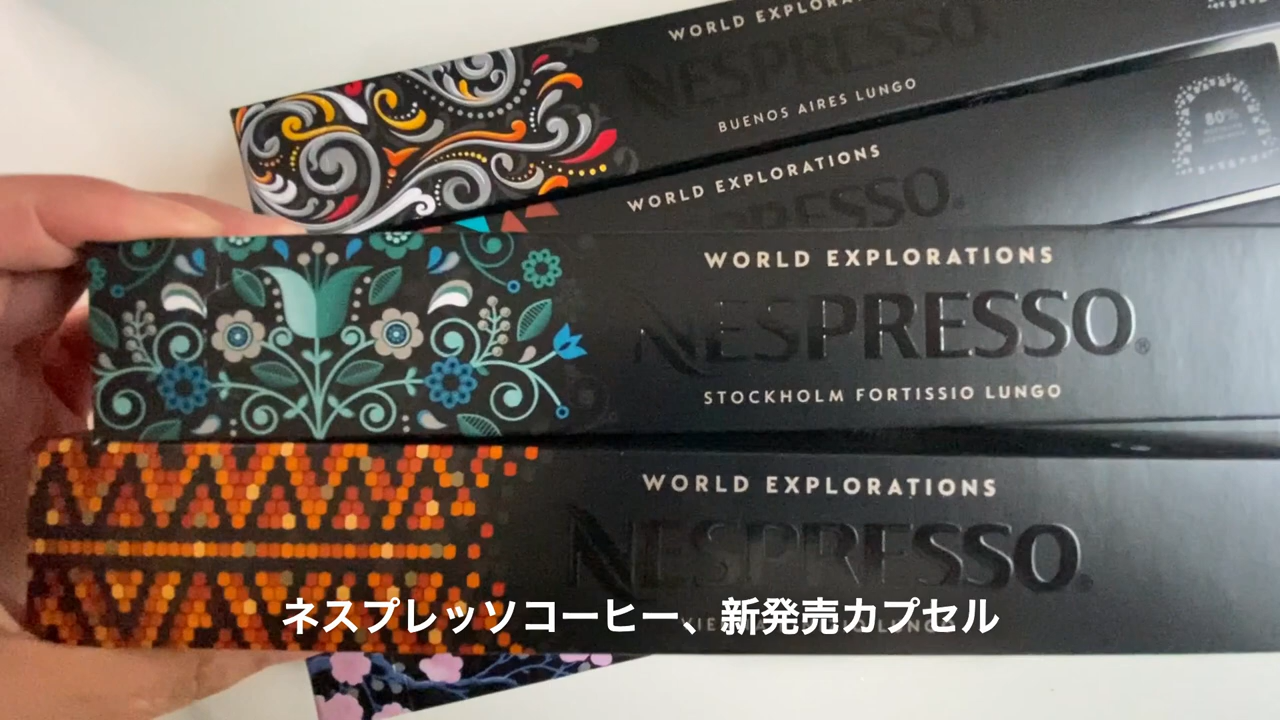 WORLD EXPLORA
NESPRESSO
BUENOS AIRES LUNGO
WORLD EXPLORATIONS
80%
WORLD EXPLORATIONS
NESPRESSO®
STOCKHOLM FORTISSIO LUNGO
WORLD EXPLORATIONS
NESPRESSO
ネスプレッソコーヒー、新発売カプセル